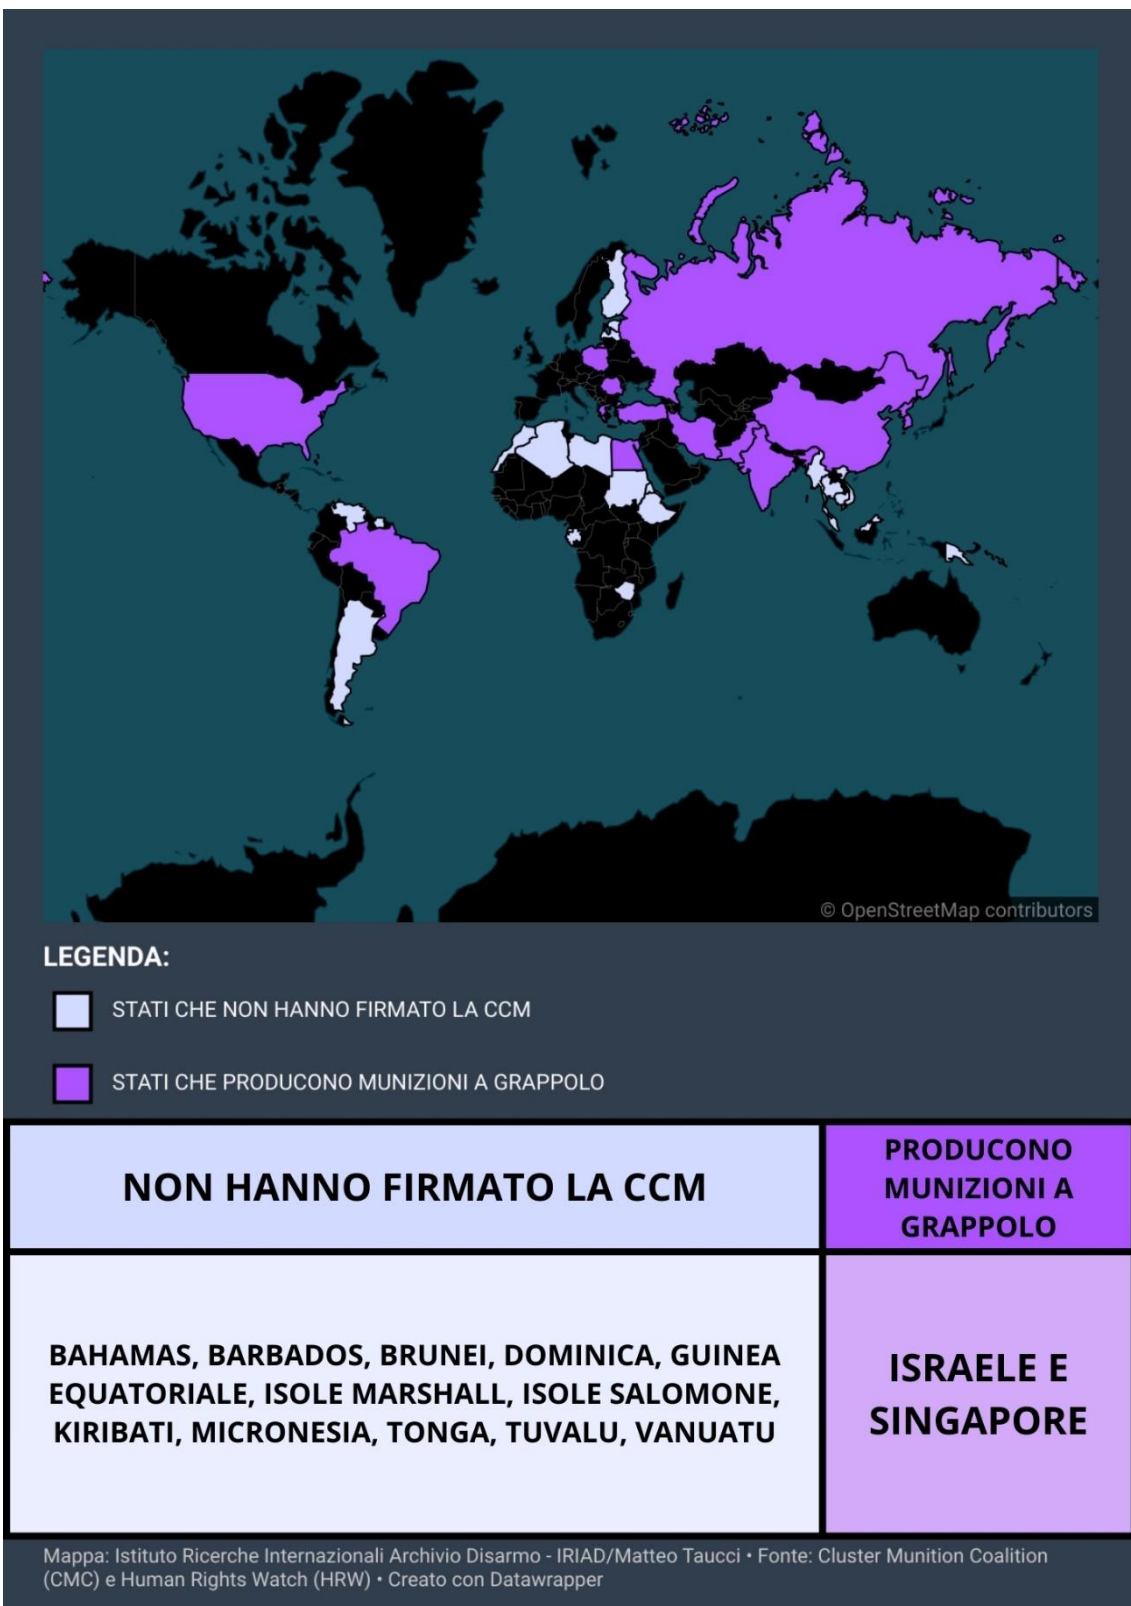 © OpenStreetMap contributors
LEGENDA:
STATI CHE NON HANNO FIRMATO LA CCM
STATI CHE PRODUCONO MUNIZIONI A GRAPPOLO
NON HANNO FIRMATO LA CCM
PRODUCONO
MUNIZIONI A
GRAPPOLO
BAHAMAS, BARBADOS, BRUNEI, DOMINICA, GUINEA
EQUATORIALE, ISOLE MARSHALL, ISOLE SALOMONE,
KIRIBATI, MICRONESIA, TONGA, TUVALU, VANUATU
ISRAELE E
SINGAPORE
Mappa: Istituto Ricerche Internazionali Archivio Disarmo - IRIAD/Matteo Taucci • Fonte: Cluster Munition Coalition
(CMC) e Human Rights Watch (HRW) • Creato con Datawrapper